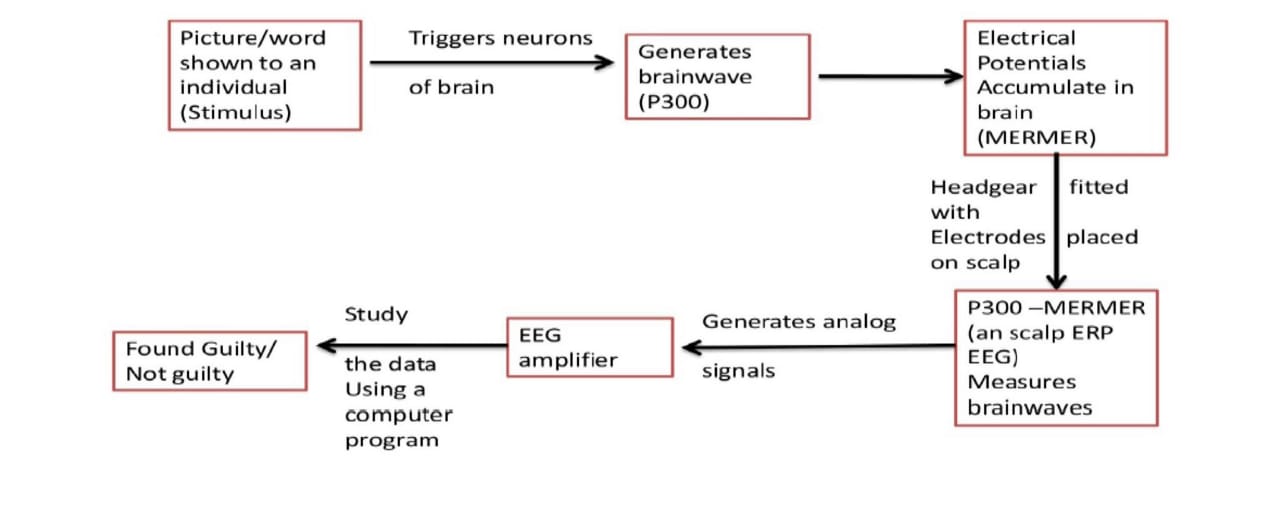 Picture/word
shown to an
individual
(Stimulus)
Triggers neurons
of brain
Generates
brainwave
(P300)
Electrical
Potentials
Accumulate in
brain
(MERMER)
Headgear fitted
with
Electrodes placed
on scalp
P300 –MERMER
(an scalp ERP
EEG)
Measures
brainwaves
Generates analog
signals
EEG
amplifier
Study
the data
Using a
computer
program
Found Guilty/
Not guilty